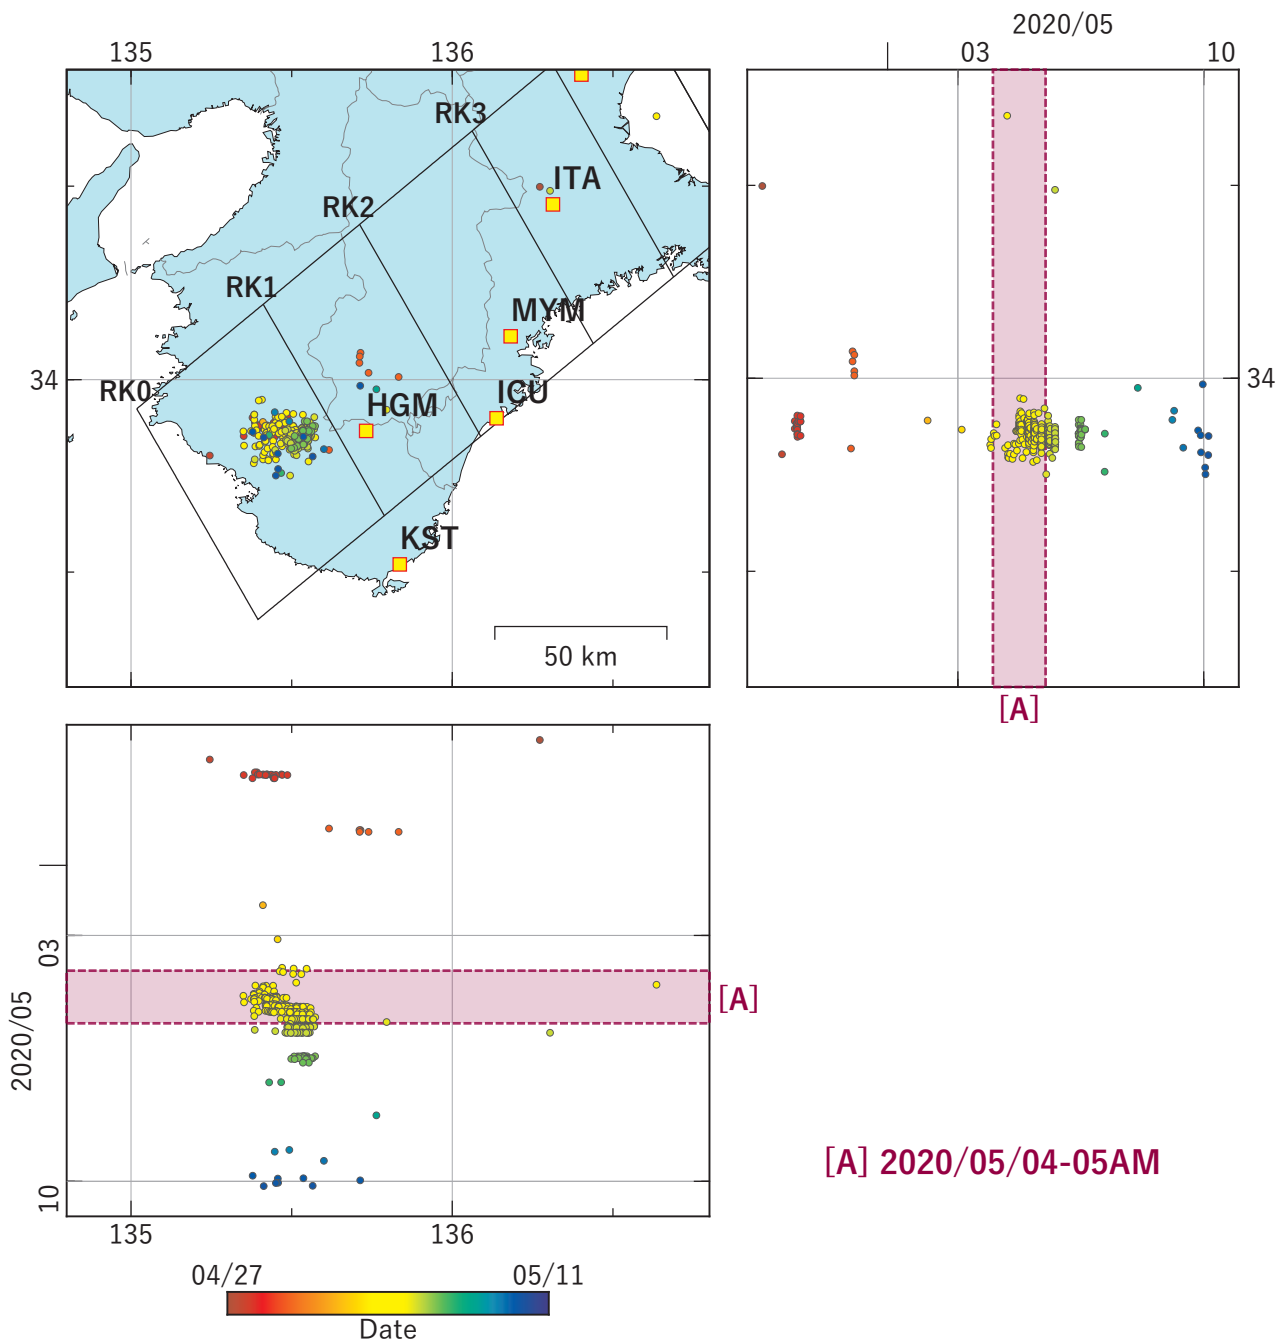 2020/05
135 136 03 10
RK3
ITA
RK2
RK1
MYM
34 34
RK0
ICU
HGM
KST
50 km
[A]
03
[A]
2020/05
[A] 2020/05/04-05AM
10
135 136
04/27 05/11
Date